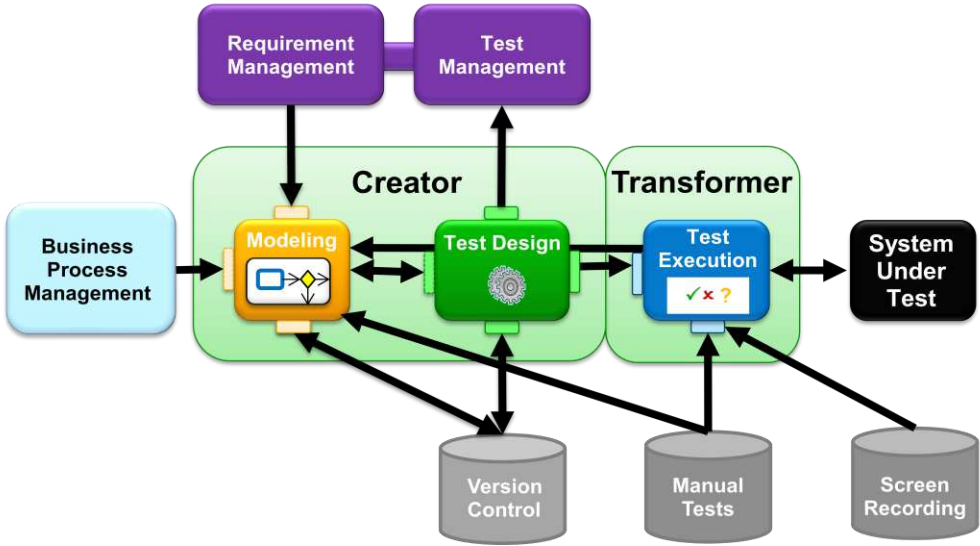 Requirement
Management
Test
Management
Creator
Transformer
Business
Process
Management
Modeling
Test Design
Test
Execution
?
System
Under
Test
Version
Control
Manual
Tests
Screen
Recording